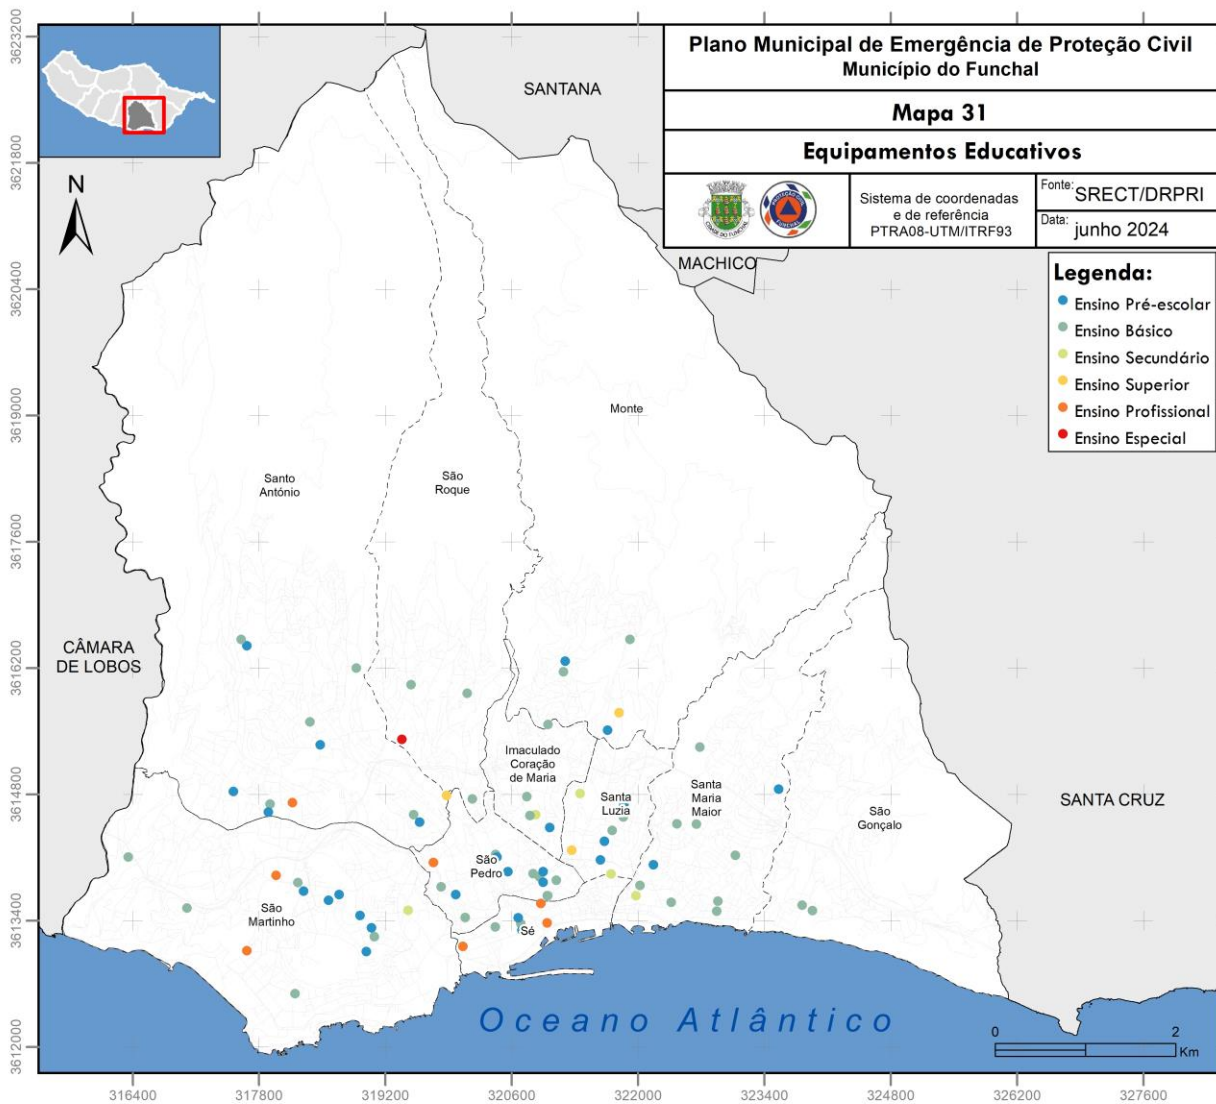 Plano Municipal de Emergência de Proteção Civil
Município do Funchal
Mapa 31
Equipamentos Educativos
Sistema de coordenadas
e de referência
PTRA08-UTM/ITRF93
Fonte: SRECT/DRPRI
Data: junho 2024
Legenda:
Ensino Pré-escolar
Ensino Básico
Ensino Secundário
Ensino Superior
Ensino Profissional
Ensino Especial
N
SANTANA
MACHICO
CÂMARA
DE LOBOS
SANTA CRUZ
Monte
Santo
António
São
Roque
Imaculado
Coração
de Maria
Santa
Luzia
Santa
Maria
Maior
São
Gonçalo
São
Pedro
São
Martinho
Sé
Oceano Atlântico
0 2
Km
3623200
3621800
3620400
3619000
3617600
3616200
3614800
3613400
3612000
316400 317800 319200 320600 322000 323400 324800 326200 327600